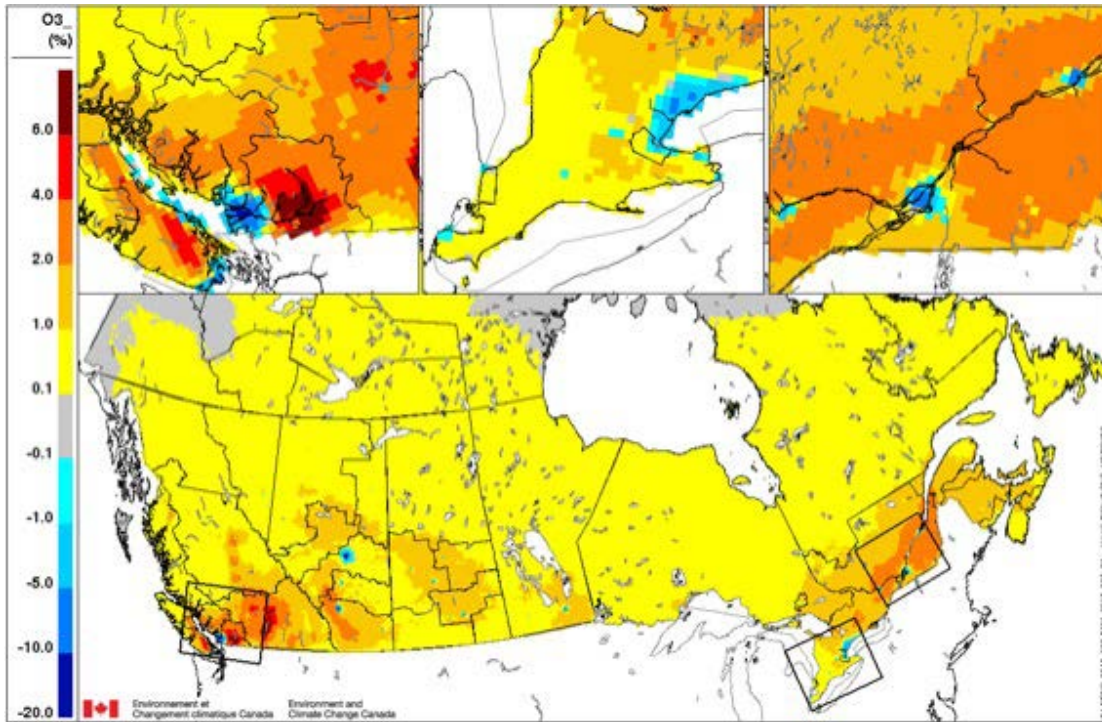 O3_
(%)
6.0
4.0
2.0
1.0
0.1
-0.1
-1.0
-5.0
-10.0
-20.0
Environnement et
Changement climatique Canada
Environment and
Climate Change Canada